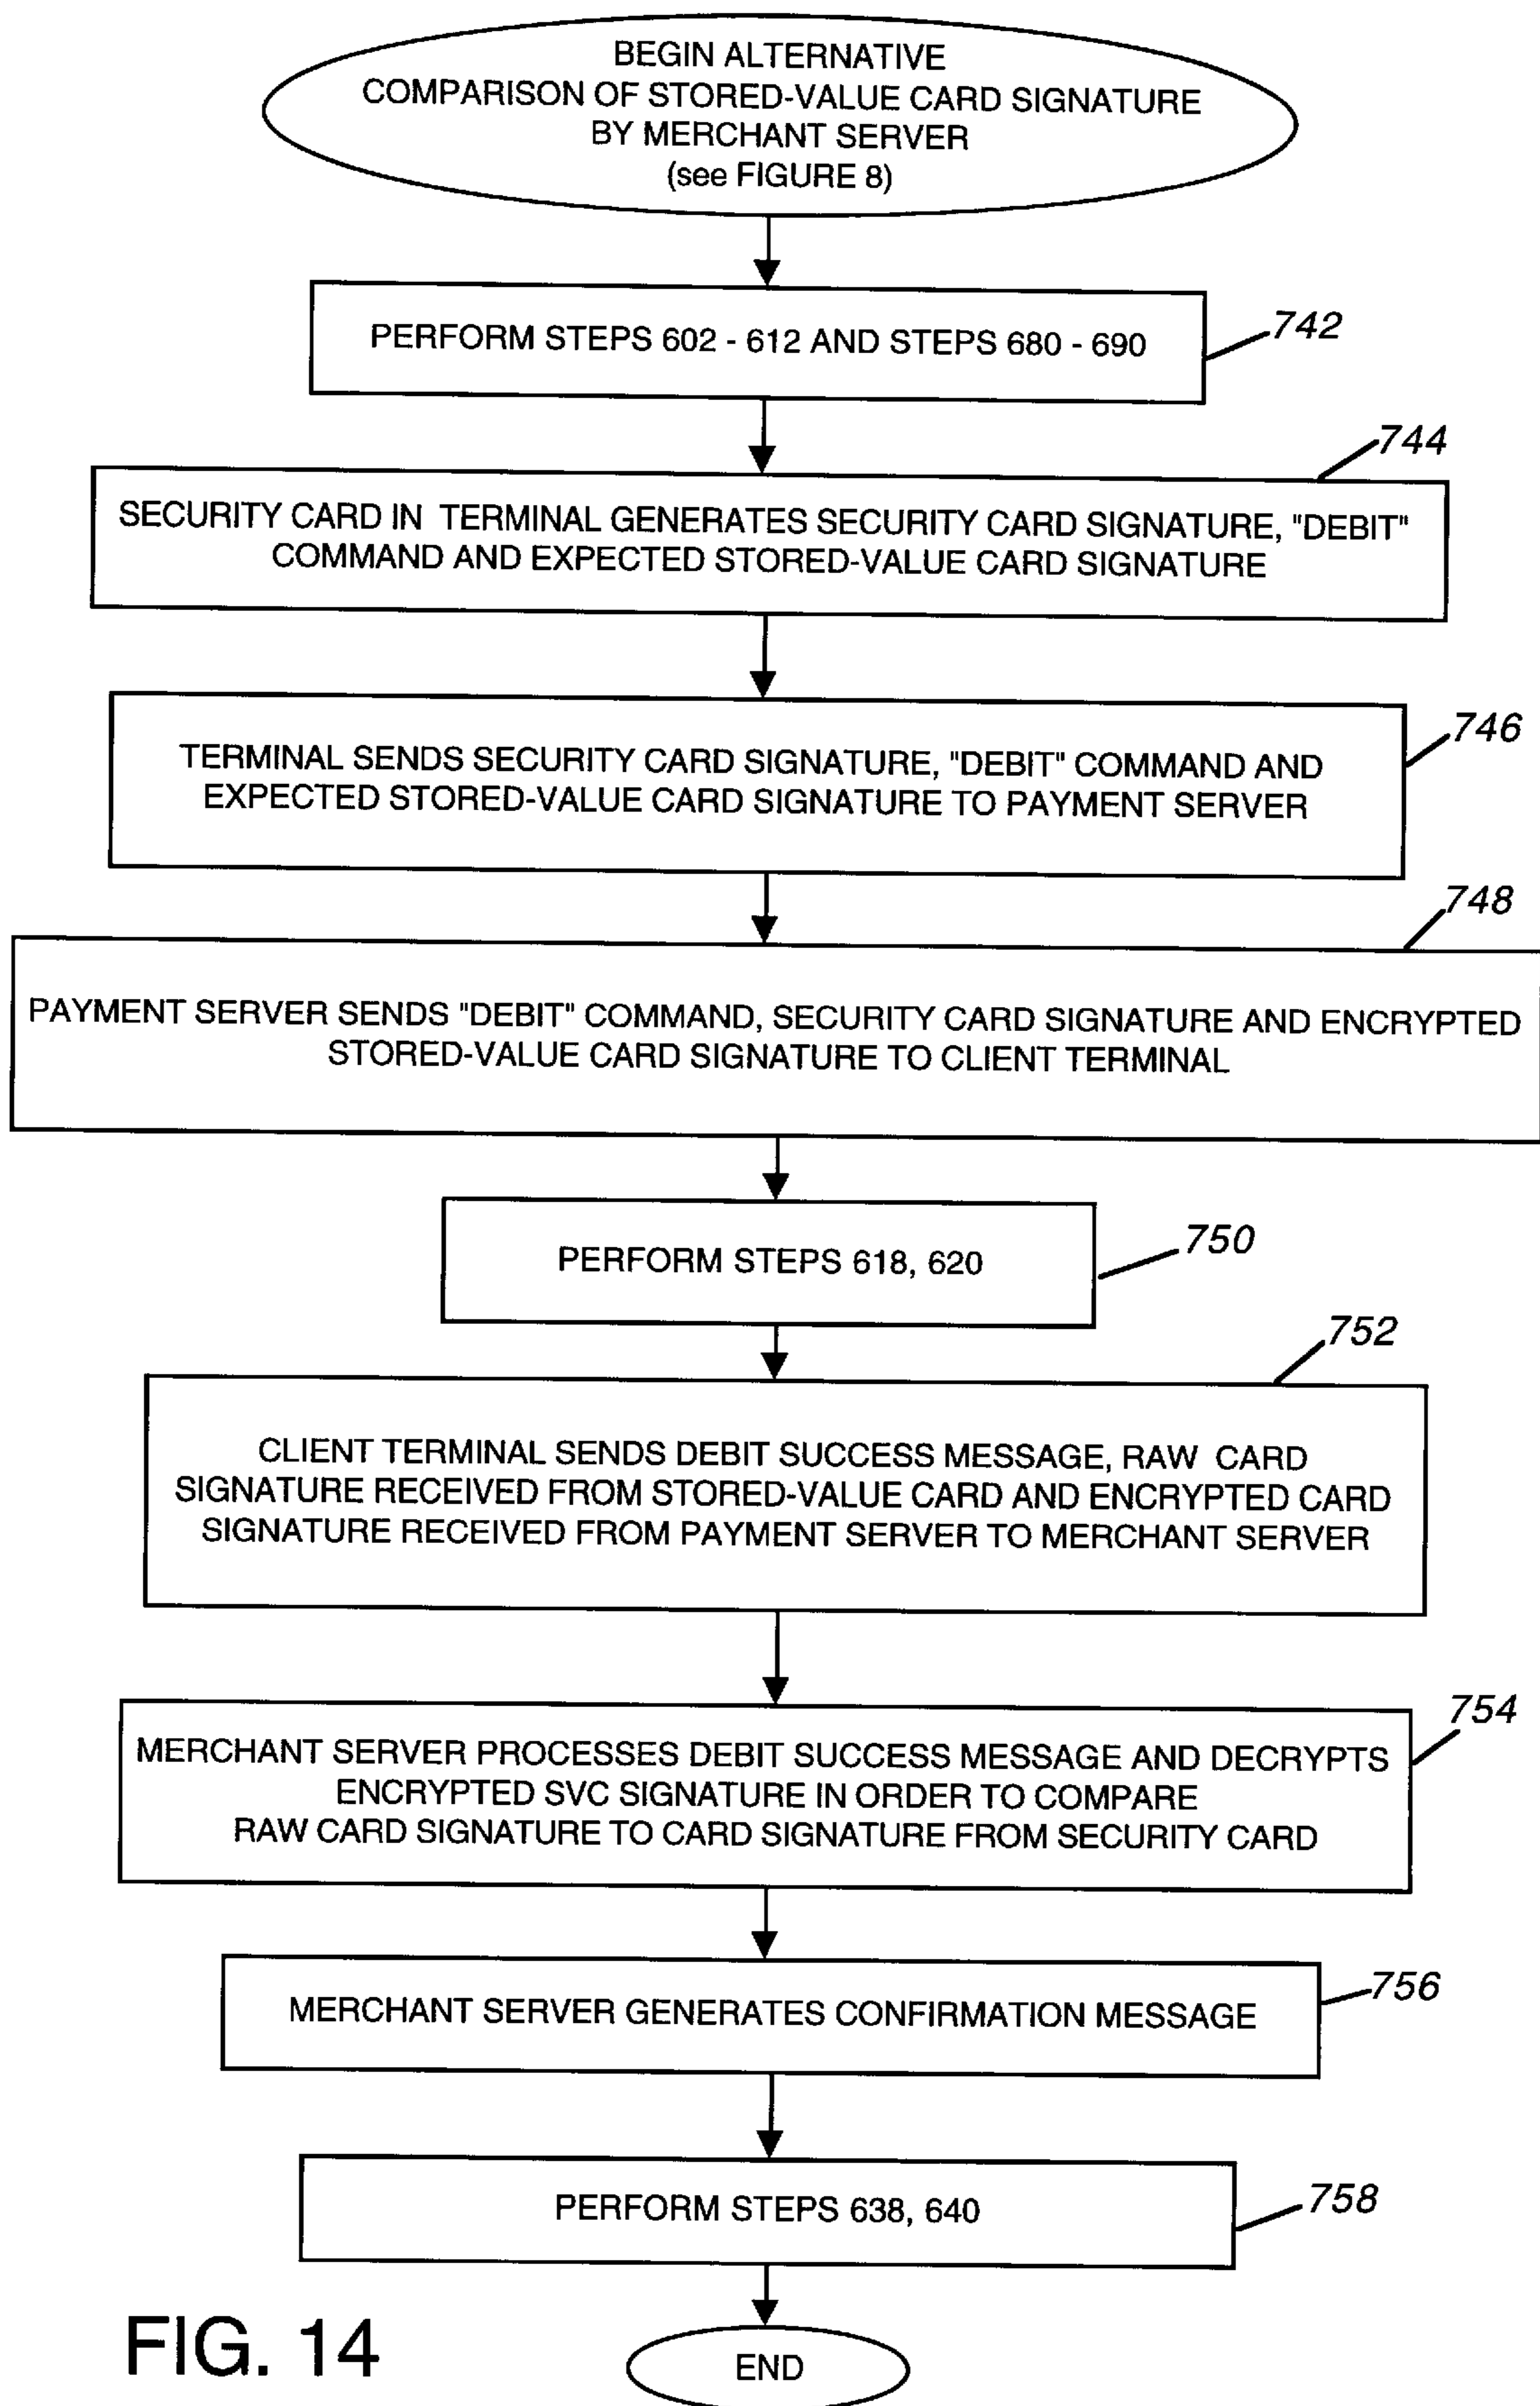 BEGIN ALTERNATIVE
COMPARISON OF STORED-VALUE CARD SIGNATURE
BY MERCHANT SERVER
(see FIGURE 8)
PERFORM STEPS 602 - 612 AND STEPS 680 - 690
742
744
SECURITY CARD IN TERMINAL GENERATES SECURITY CARD SIGNATURE, "DEBIT"
COMMAND AND EXPECTED STORED-VALUE CARD SIGNATURE
746
TERMINAL SENDS SECURITY CARD SIGNATURE, "DEBIT" COMMAND AND
EXPECTED STORED-VALUE CARD SIGNATURE TO PAYMENT SERVER
748
PAYMENT SERVER SENDS "DEBIT" COMMAND, SECURITY CARD SIGNATURE AND ENCRYPTED
STORED-VALUE CARD SIGNATURE TO CLIENT TERMINAL
750
PERFORM STEPS 618, 620
752
CLIENT TERMINAL SENDS DEBIT SUCCESS MESSAGE, RAW CARD
SIGNATURE RECEIVED FROM STORED-VALUE CARD AND ENCRYPTED CARD
SIGNATURE RECEIVED FROM PAYMENT SERVER TO MERCHANT SERVER
754
MERCHANT SERVER PROCESSES DEBIT SUCCESS MESSAGE AND DECRYPTS
ENCRYPTED SVC SIGNATURE IN ORDER TO COMPARE
RAW CARD SIGNATURE TO CARD SIGNATURE FROM SECURITY CARD
756
MERCHANT SERVER GENERATES CONFIRMATION MESSAGE
758
PERFORM STEPS 638, 640
FIG. 14
END